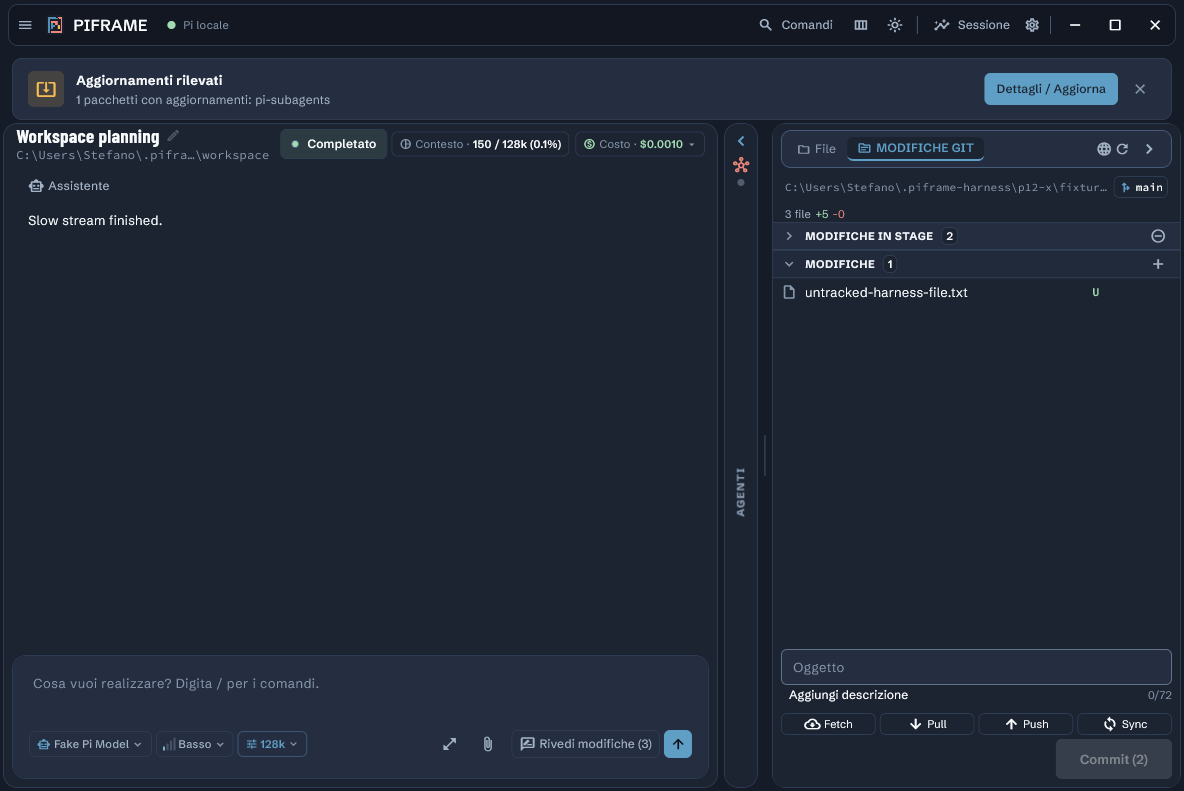 PIFRAME
Pi locale
Comandi
Sessione
Aggiornamenti rilevati
1 pacchetti con aggiornamenti: pi-subagents
Dettagli / Aggiorna
Workspace planning
C:\Users\Stefano\.pifra…\workspace
Completato
Contesto · 150 / 128k (0.1%)
Costo · $0.0010
Assistente
Slow stream finished.
Cosa vuoi realizzare? Digita / per i comandi.
Fake Pi Model
Basso
128k
Rivedi modifiche (3)
AGENTI
File
MODIFICHE GIT
C:\Users\Stefano\.piframe-harness\p12-x\fixtur…
main
3 file +5 -0
MODIFICHE IN STAGE 2
MODIFICHE 1
untracked-harness-file.txt U
Oggetto
Aggiungi descrizione
0/72
Fetch
Pull
Push
Sync
Commit (2)